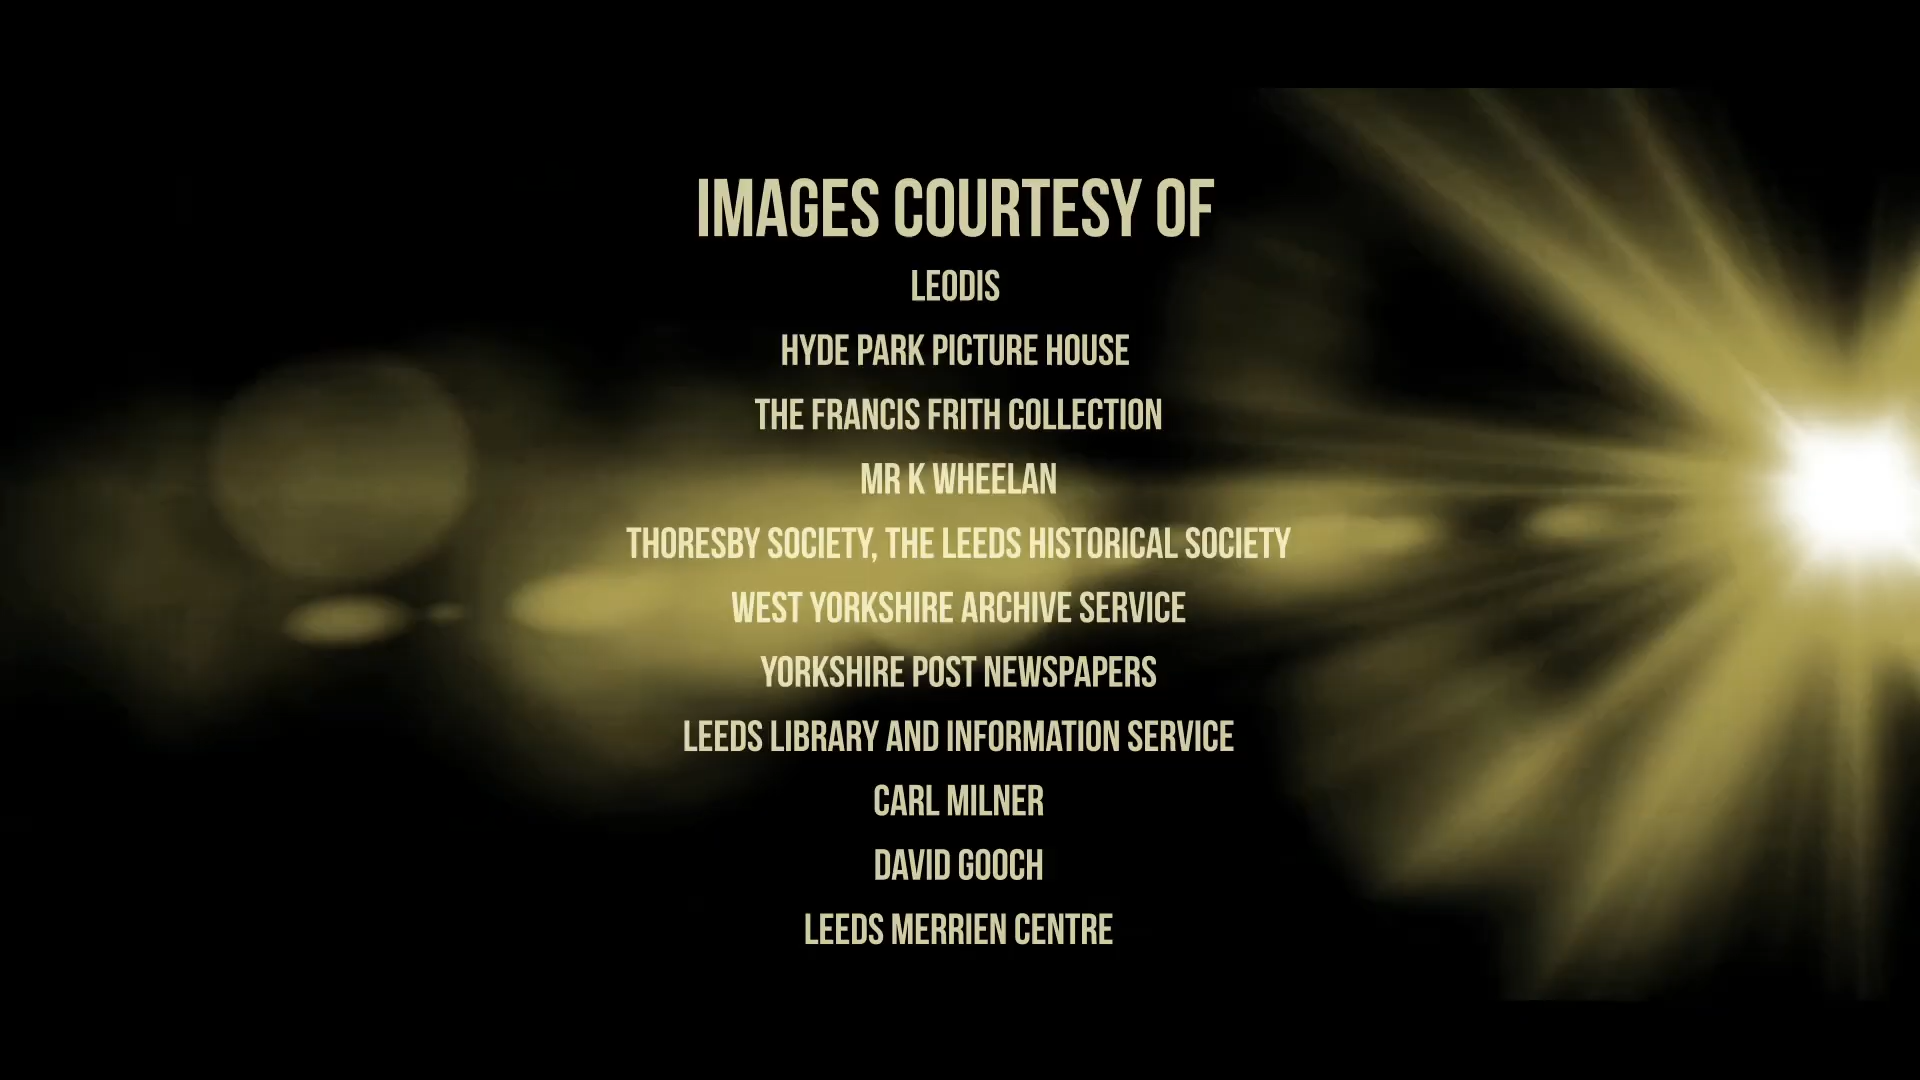 IMAGES COURTESY OF
LEODIS
HYDE PARK PICTURE HOUSE
THE FRANCIS FRITH COLLECTION
MR K WHEELAN
THORESBY SOCIETY, THE LEEDS HISTORICAL SOCIETY
WEST YORKSHIRE ARCHIVE SERVICE
YORKSHIRE POST NEWSPAPERS
LEEDS LIBRARY AND INFORMATION SERVICE
CARL MILNER
DAVID GOOCH
LEEDS MERRIEN CENTRE